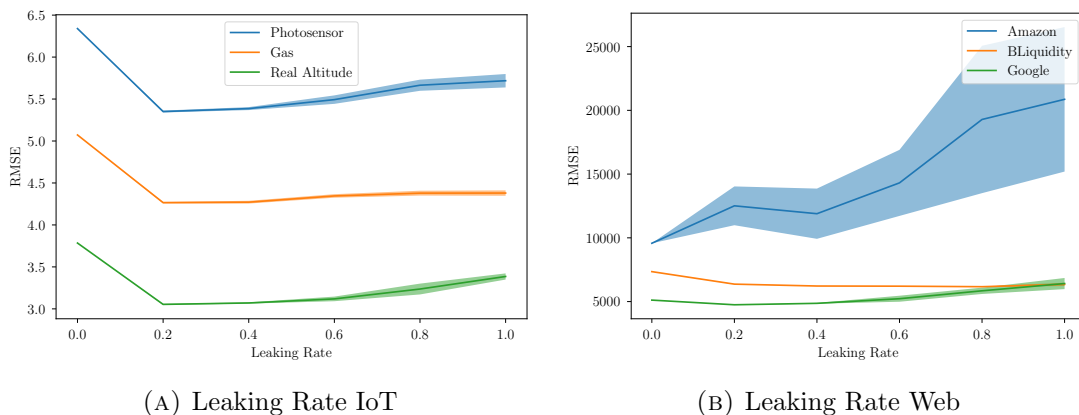 6.5
6.0
5.5
5.0
4.5
4.0
3.5
3.0
RMSE
Photosensor
Gas
Real Altitude
0.0 0.2 0.4 0.6 0.8 1.0
Leaking Rate
(A) Leaking Rate IoT
25000
20000
15000
10000
5000
RMSE
Amazon
BLiquidity
Google
0.0 0.2 0.4 0.6 0.8 1.0
Leaking Rate
(B) Leaking Rate Web